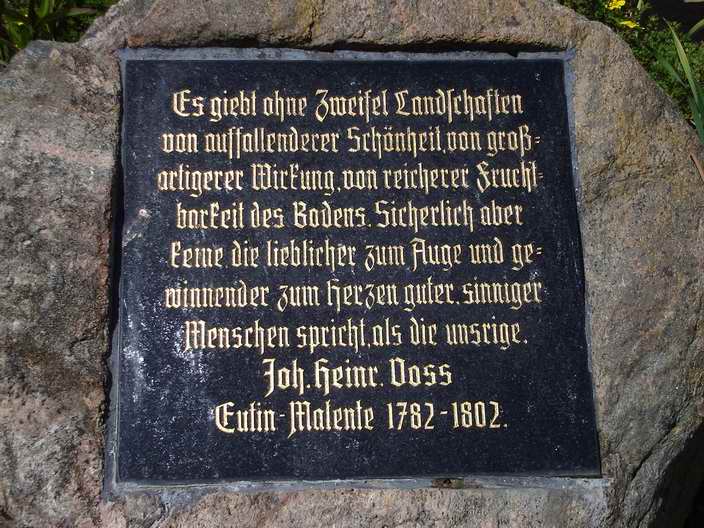 Es giebt ohne Zweifel Landschaften
von auffallenderer Schönheit, von groß-
artigerer Wirkung, von reicherer Frucht-
barkeit des Bodens. Sicherlich aber
keine, die lieblicher zum Auge und ge-
winnender zum Herzen guter, sinniger
Menschen spricht, als die unsrige.
Joh. Heinr. Voss
Eutin-Malente 1782-1802.